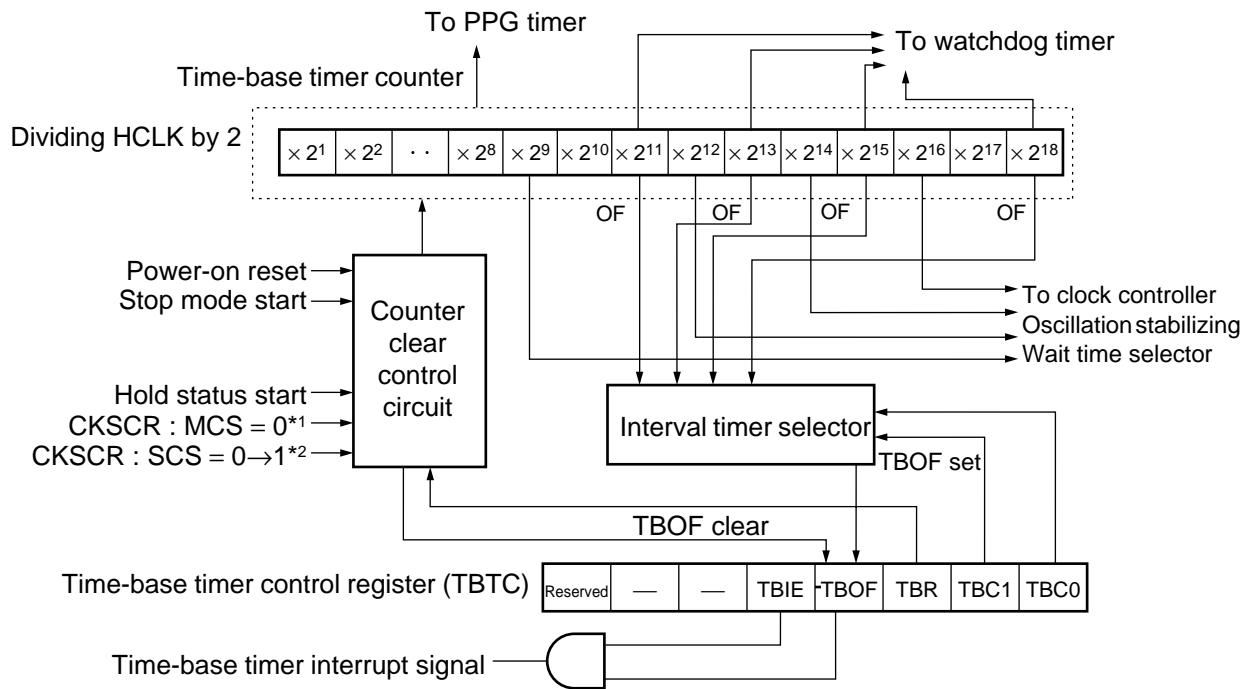 To PPG timer
To watchdog timer
Time-base timer counter
Dividing HCLK by 2
× 2¹ × 2² · · × 2⁸ × 2⁹ × 2¹⁰ × 2¹¹ × 2¹² × 2¹³ × 2¹⁴ × 2¹⁵ × 2¹⁶ × 2¹⁷ × 2¹⁸
OF OF OF OF
Power-on reset
Stop mode start
Counter
clear
control
circuit
To clock controller
Oscillation stabilizing
Wait time selector
Hold status start
CKSCR : MCS = 0*¹
CKSCR : SCS = 0→1*²
Interval timer selector
TBOF set
TBOF clear
Time-base timer control register (TBTC)
Reserved — — TBIE TBOF TBR TBC1 TBC0
Time-base timer interrupt signal